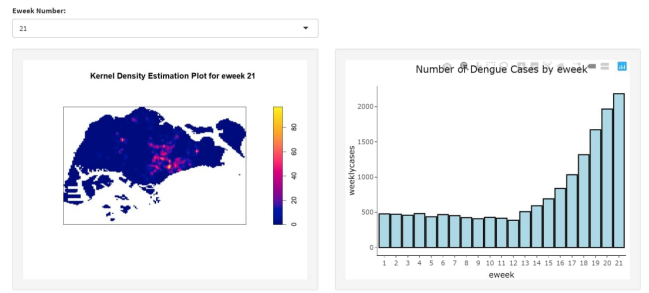 Eweek Number:
21
Kernel Density Estimation Plot for eweek 21
80
60
40
20
0
Number of Dengue Cases by eweek
2000
1500
1000
500
0
weeklycases
1 2 3 4 5 6 7 8 9 10 11 12 13 14 15 16 17 18 19 20 21
eweek